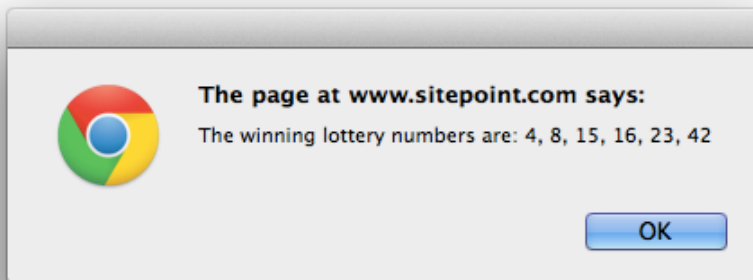 The page at www.sitepoint.com says:
The winning lottery numbers are: 4, 8, 15, 16, 23, 42
OK